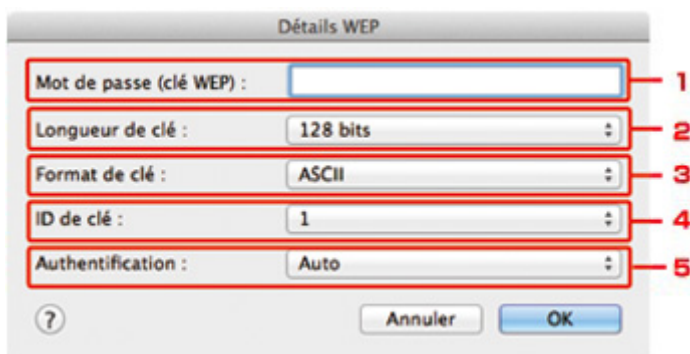 Détails WEP
Mot de passe (clé WEP) :
1
Longueur de clé : 128 bits
2
Format de clé : ASCII
3
ID de clé : 1
4
Authentification : Auto
5
? Annuler OK